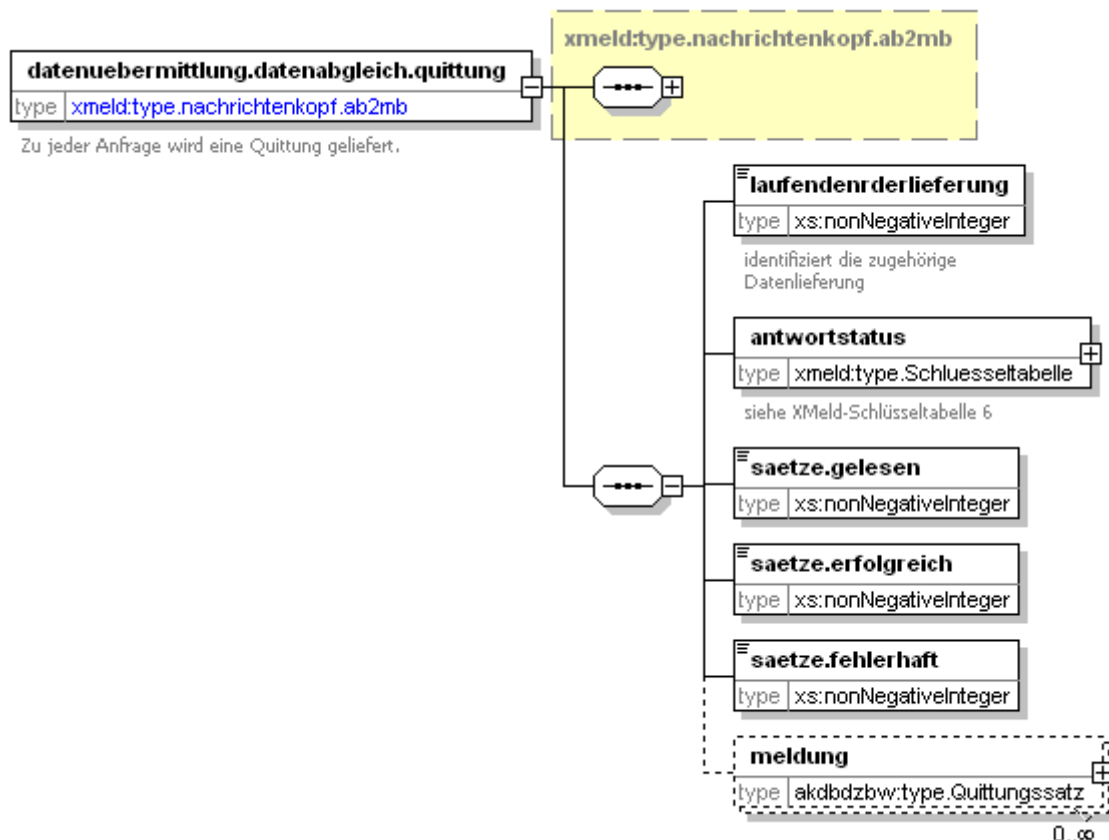 xmeld:type.nachrichtenkopf.ab2mb
datenuebermittlung.datenabgleich.quittung
type xmeld:type.nachrichtenkopf.ab2mb
Zu jeder Anfrage wird eine Quittung geliefert.
laufendenrderlieferung
type xs:nonNegativeInteger
identifiziert die zugehörige
Datenlieferung
antwortstatus
type xmeld:type.Schluesseltabelle
siehe XMeld-Schlüsseltabelle 6
saetze.gelesen
type xs:nonNegativeInteger
saetze.erfolgreich
type xs:nonNegativeInteger
saetze.fehlerhaft
type xs:nonNegativeInteger
meldung
type akdbdzbw:type.Quittungssatz
0..∞